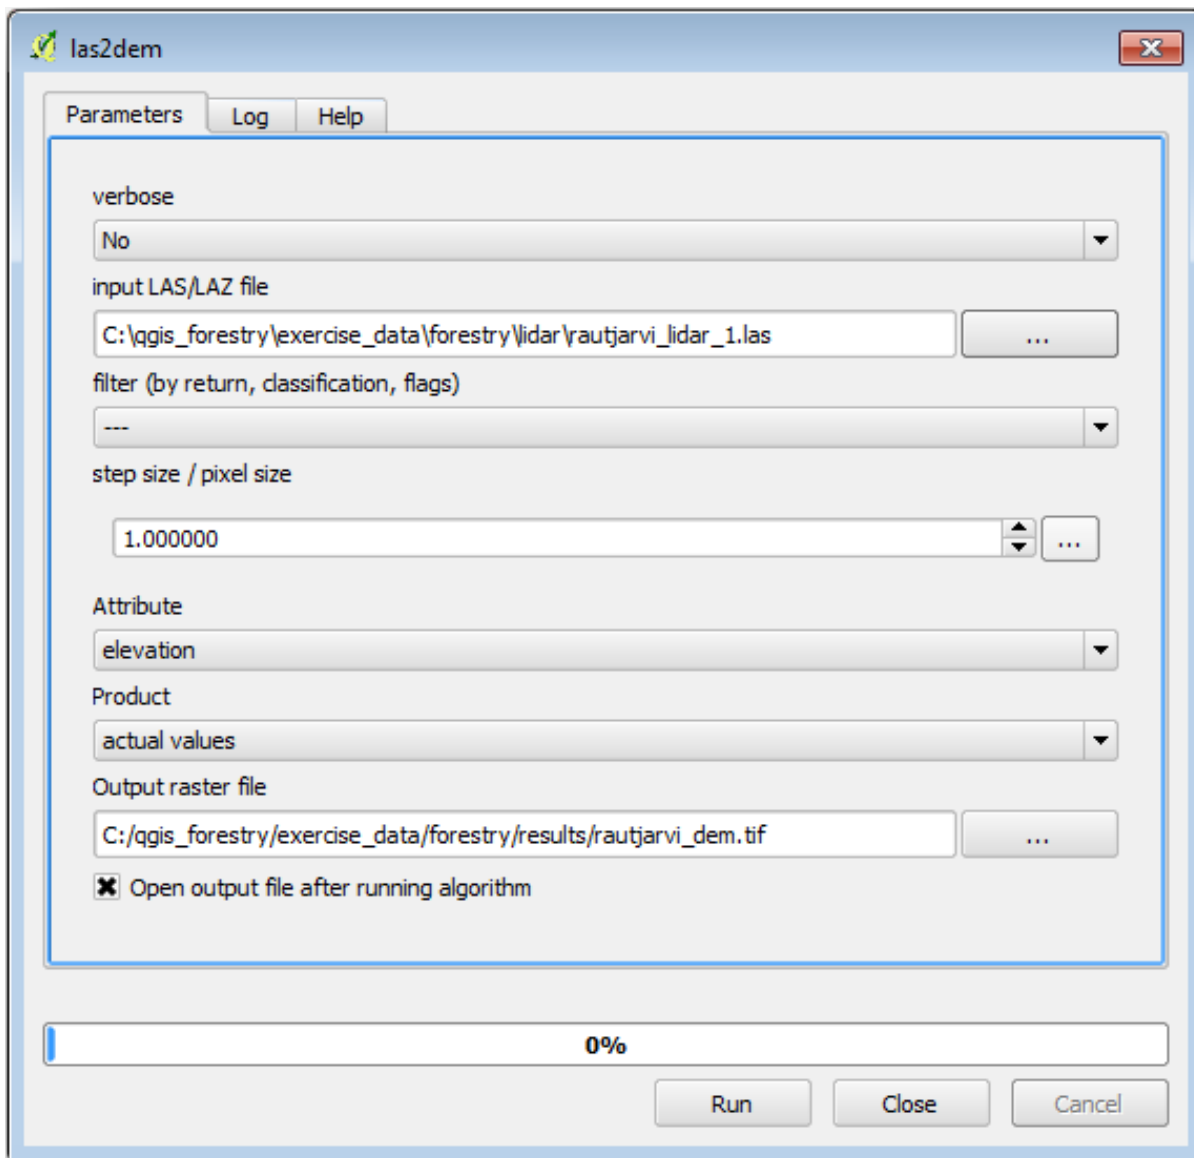 las2dem
Parameters Log Help
verbose
No
input LAS/LAZ file
C:\qgis_forestry\exercise_data\forestry\lidar\rautjarvi_lidar_1.las ...
filter (by return, classification, flags)
---
step size / pixel size
1.000000 ...
Attribute
elevation
Product
actual values
Output raster file
C:/qgis_forestry/exercise_data/forestry/results/rautjarvi_dem.tif ...
Open output file after running algorithm
0%
Run Close Cancel